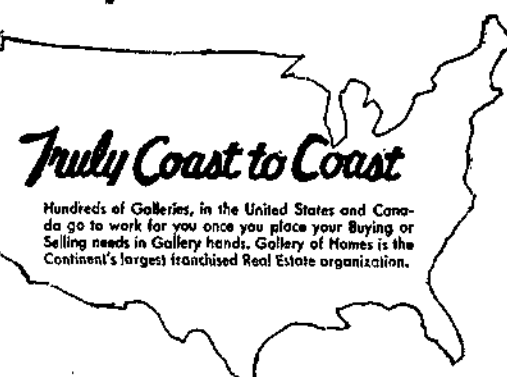 Truly Coast to Coast
Hundreds of Galleries, in the United States and Cana-
da go to work for you once you place your Buying or
Selling needs in Gallery hands. Gallery of Homes is the
Continent's largest franchised Real Estate organization.